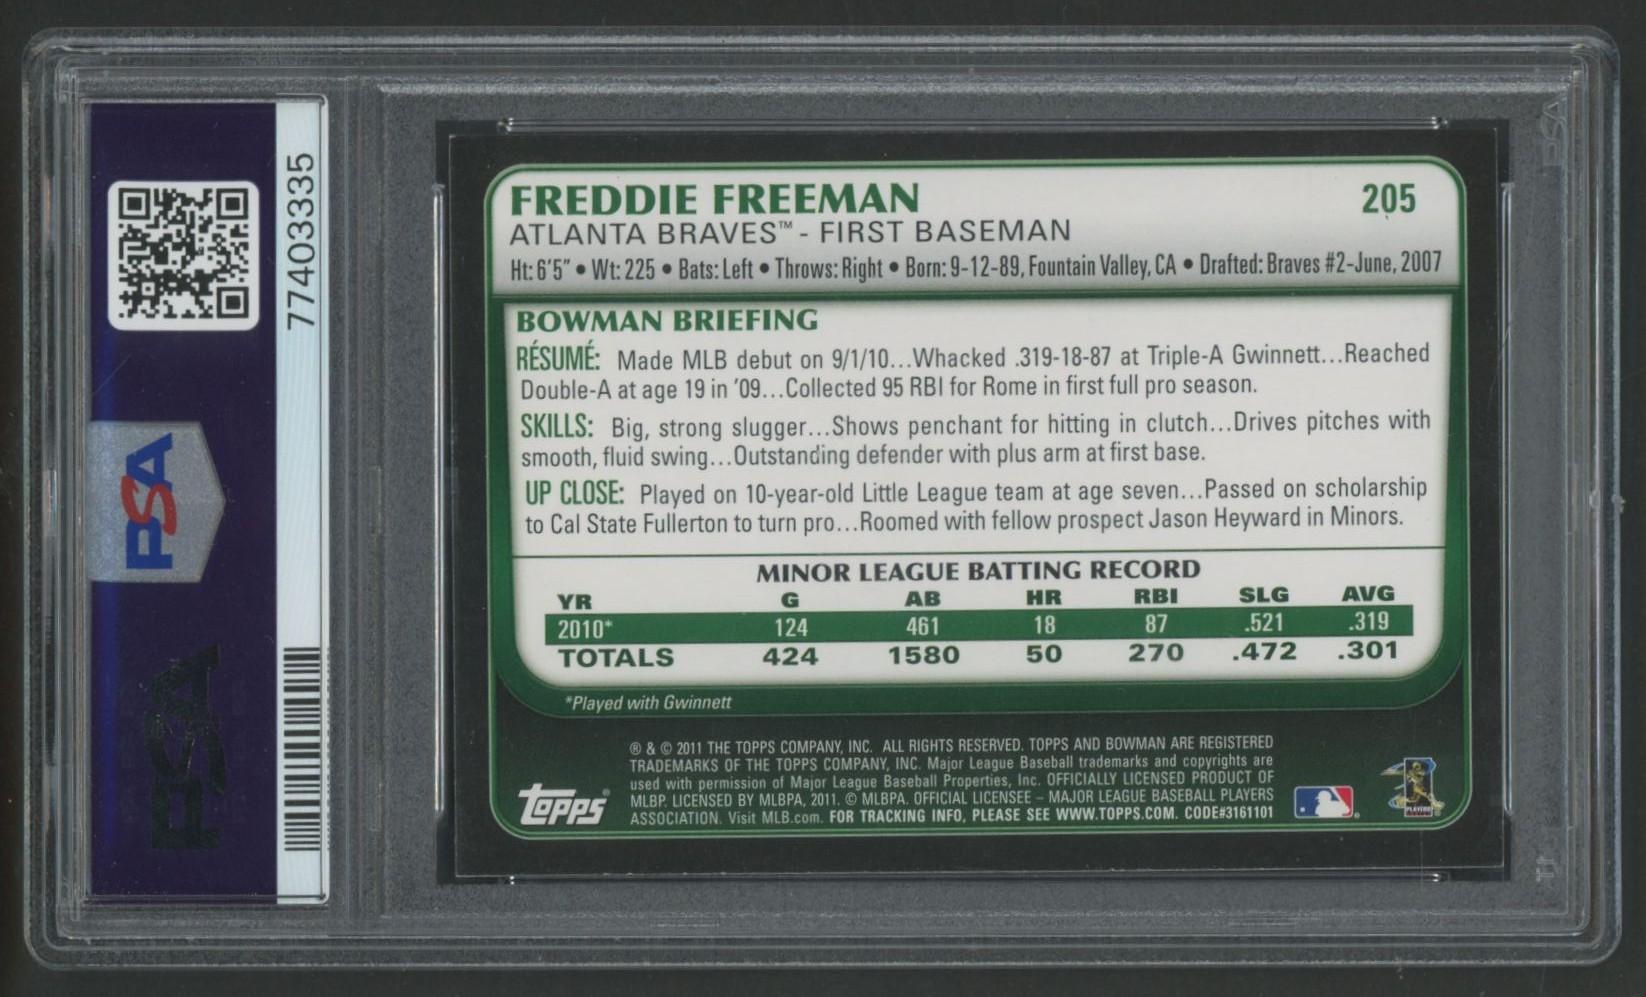 77403335
PSA
PSA
FREDDIE FREEMAN 205
ATLANTA BRAVES™ - FIRST BASEMAN
Ht: 6'5" • Wt: 225 • Bats: Left • Throws: Right • Born: 9-12-89, Fountain Valley, CA • Drafted: Braves #2-June, 2007
BOWMAN BRIEFING
RÉSUMÉ: Made MLB debut on 9/1/10...Whacked .319-18-87 at Triple-A Gwinnett...Reached
Double-A at age 19 in '09...Collected 95 RBI for Rome in first full pro season.
SKILLS: Big, strong slugger...Shows penchant for hitting in clutch...Drives pitches with
smooth, fluid swing...Outstanding defender with plus arm at first base.
UP CLOSE: Played on 10-year-old Little League team at age seven...Passed on scholarship
to Cal State Fullerton to turn pro...Roomed with fellow prospect Jason Heyward in Minors.
MINOR LEAGUE BATTING RECORD
YR G AB HR RBI SLG AVG
2010* 124 461 18 87 .521 .319
TOTALS 424 1580 50 270 .472 .301
*Played with Gwinnett
® & © 2011 THE TOPPS COMPANY, INC. ALL RIGHTS RESERVED. TOPPS AND BOWMAN ARE REGISTERED
TRADEMARKS OF THE TOPPS COMPANY, INC. Major League Baseball trademarks and copyrights are
used with permission of Major League Baseball Properties, Inc. OFFICIALLY LICENSED PRODUCT OF
MLBP. LICENSED BY MLBPA, 2011. © MLBPA. OFFICIAL LICENSEE – MAJOR LEAGUE BASEBALL PLAYERS
ASSOCIATION. Visit MLB.com. FOR TRACKING INFO, PLEASE SEE WWW.TOPPS.COM. CODE#3161101
topps®
PSA